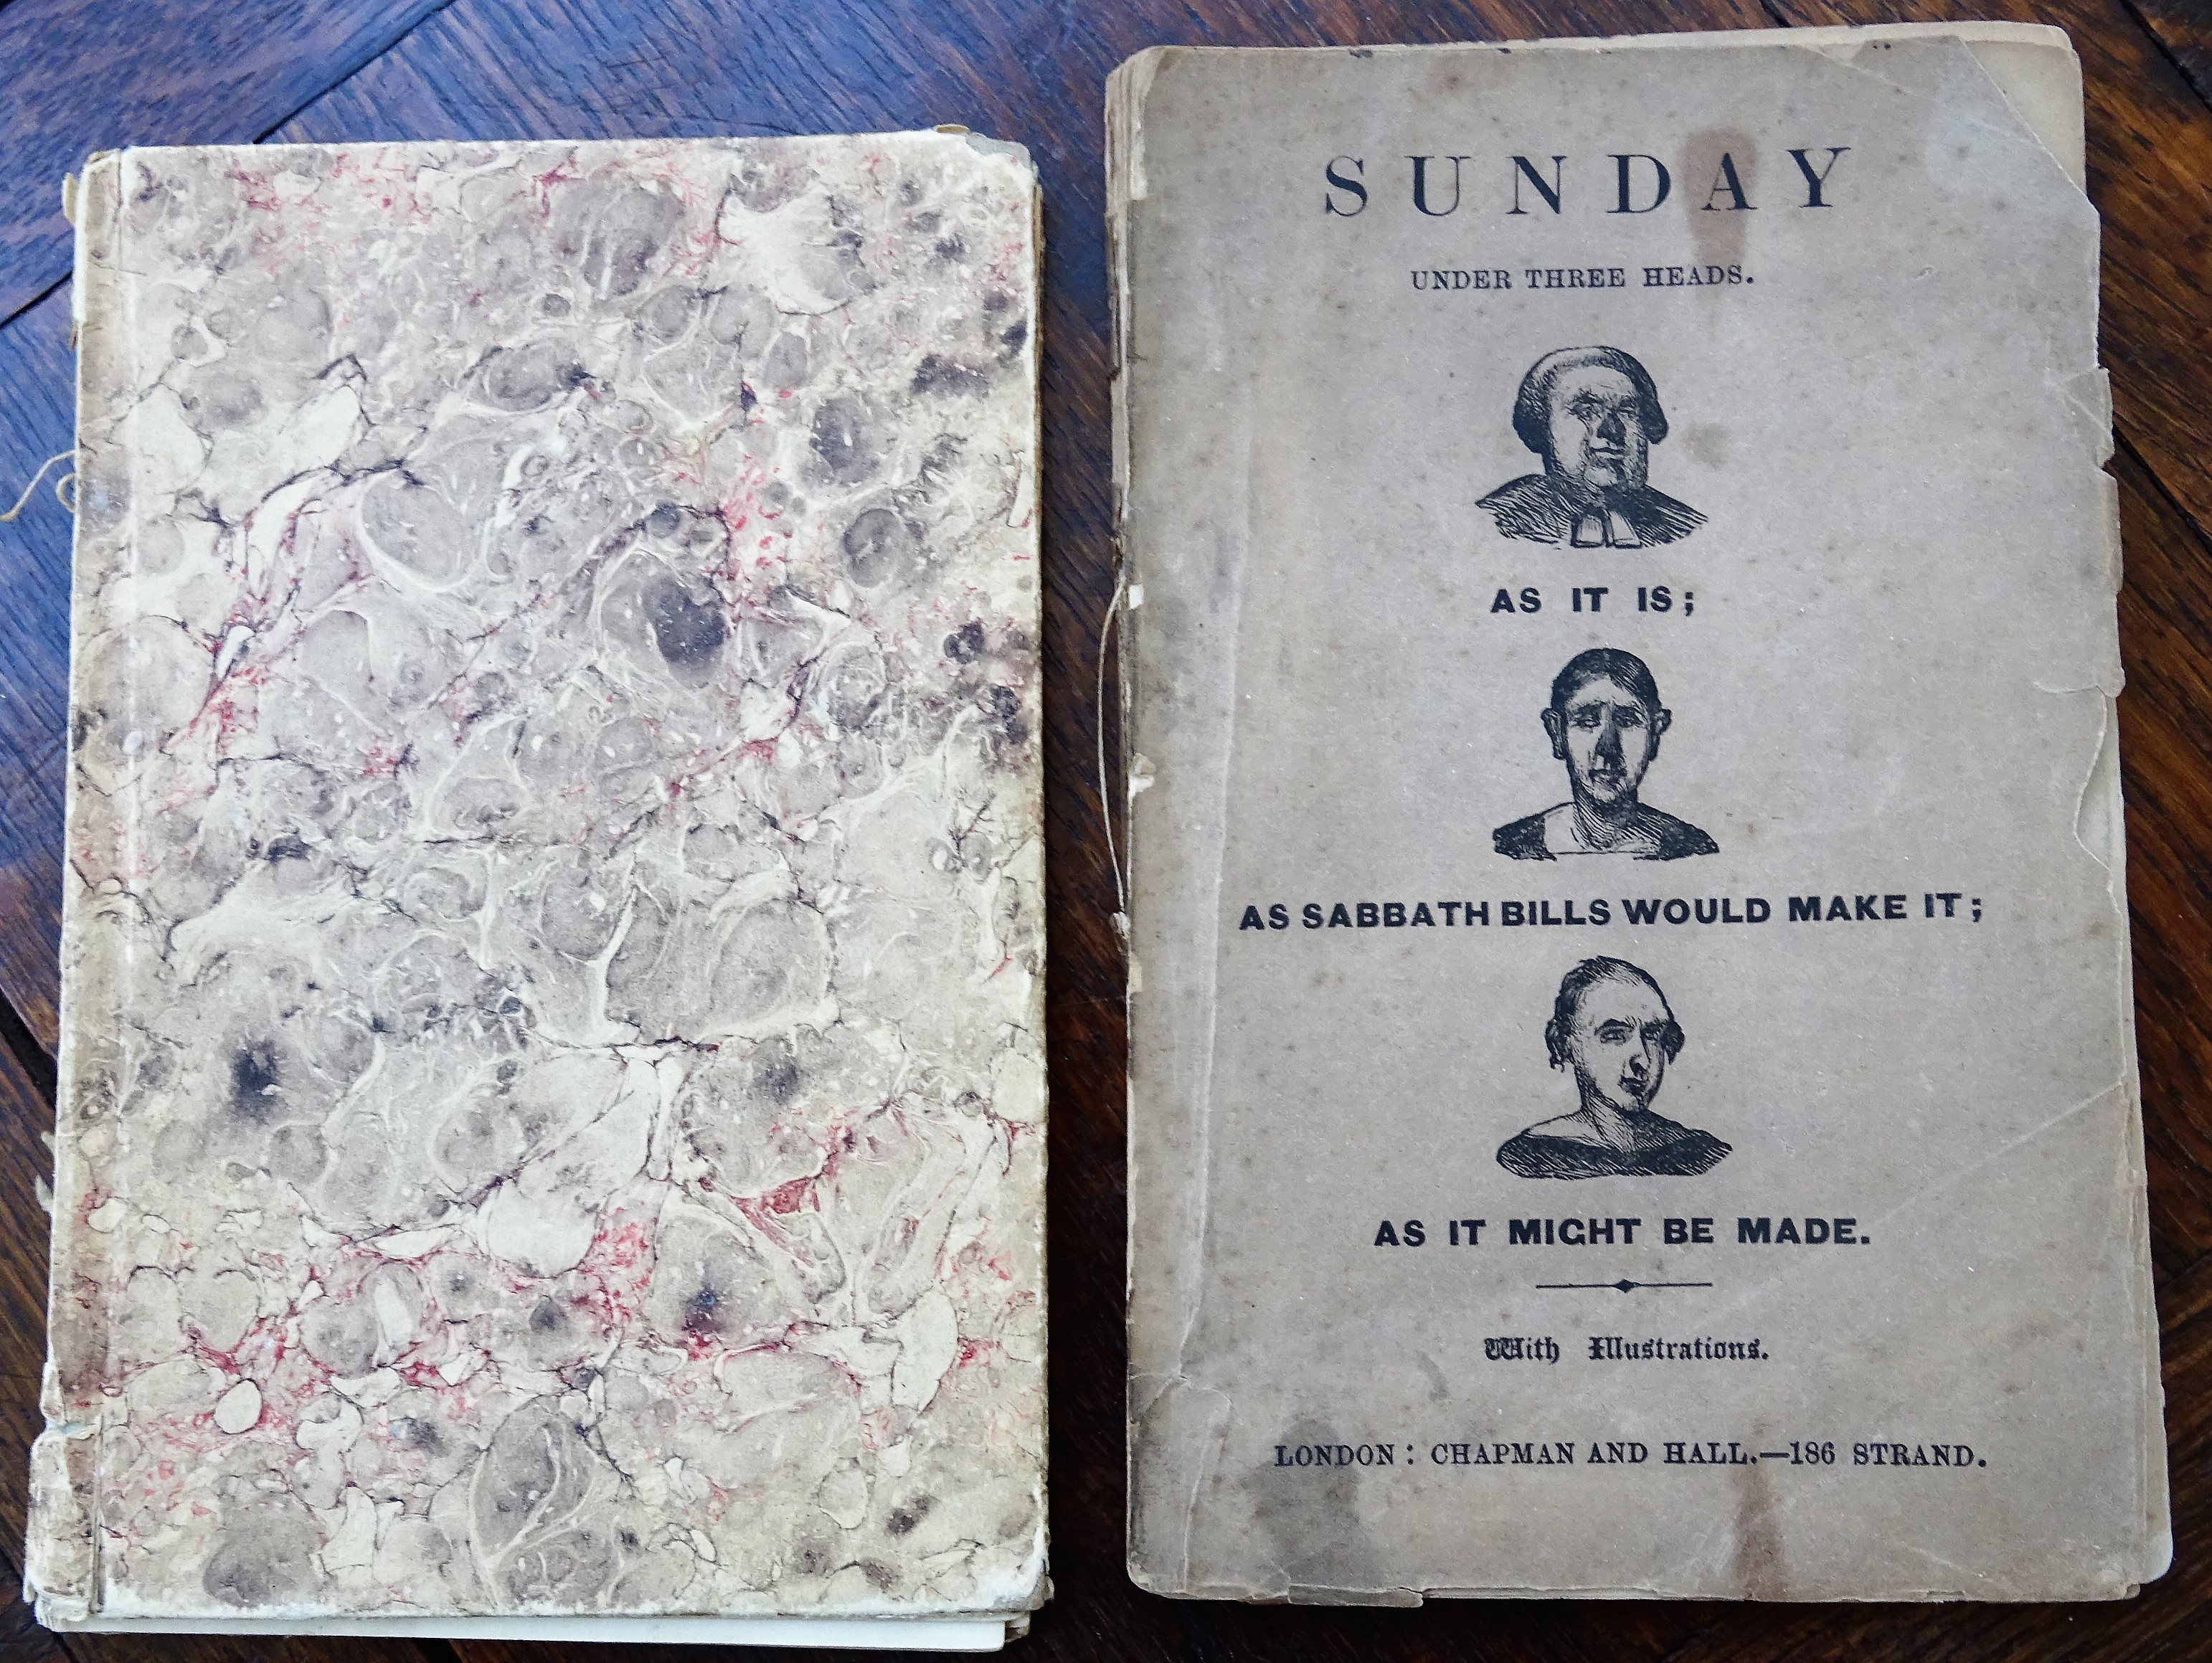 SUNDAY
UNDER THREE HEADS.
AS IT IS;
AS SABBATH BILLS WOULD MAKE IT;
AS IT MIGHT BE MADE.
With Illustrations.
LONDON: CHAPMAN AND HALL.—186 STRAND.